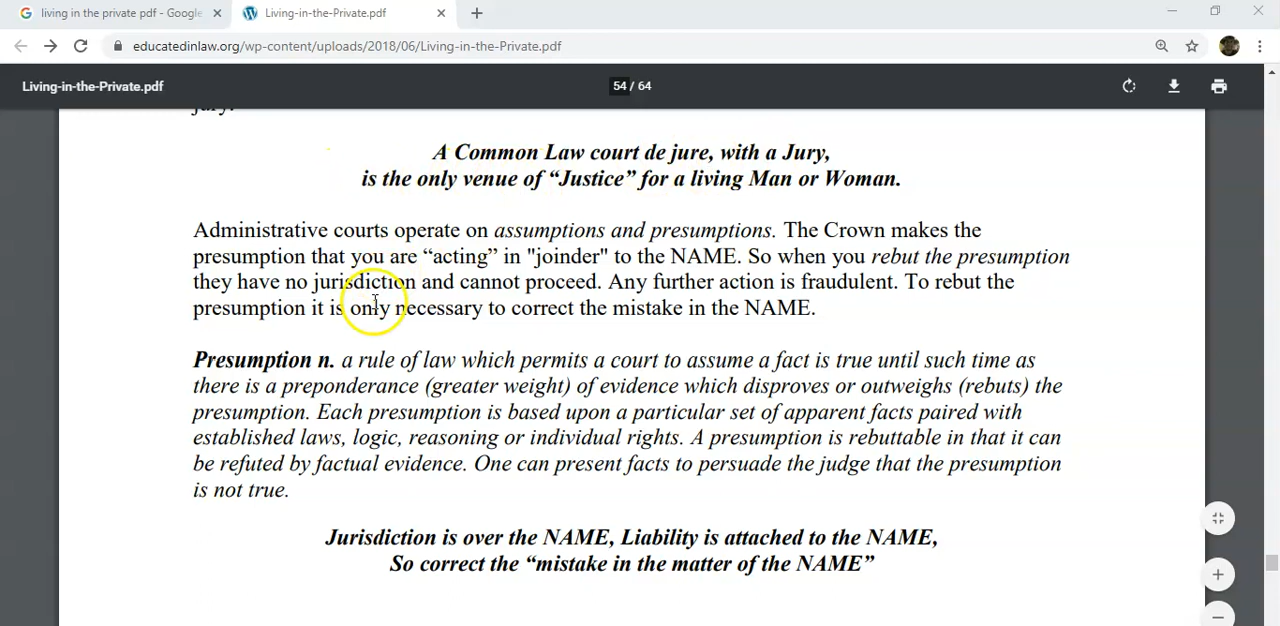 living in the private pdf - Google
Living-in-the-Private.pdf
educatedinlaw.org/wp-content/uploads/2018/06/Living-in-the-Private.pdf
Living-in-the-Private.pdf
54 / 64
jury.
A Common Law court de jure, with a Jury,
is the only venue of “Justice” for a living Man or Woman.
Administrative courts operate on assumptions and presumptions. The Crown makes the
presumption that you are “acting” in "joinder" to the NAME. So when you rebut the presumption
they have no jurisdiction and cannot proceed. Any further action is fraudulent. To rebut the
presumption it is only necessary to correct the mistake in the NAME.
Presumption n. a rule of law which permits a court to assume a fact is true until such time as
there is a preponderance (greater weight) of evidence which disproves or outweighs (rebuts) the
presumption. Each presumption is based upon a particular set of apparent facts paired with
established laws, logic, reasoning or individual rights. A presumption is rebuttable in that it can
be refuted by factual evidence. One can present facts to persuade the judge that the presumption
is not true.
Jurisdiction is over the NAME, Liability is attached to the NAME,
So correct the “mistake in the matter of the NAME”